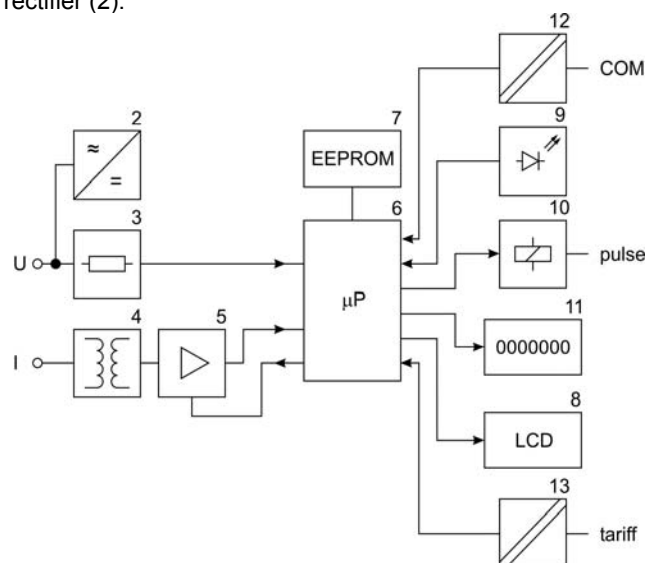 rectifier (2).
12
COM
9
7
EEPROM
2
≈
=
6
10
pulse
3
U
µP
11
0000000
4
5
I
8
LCD
13
tariff